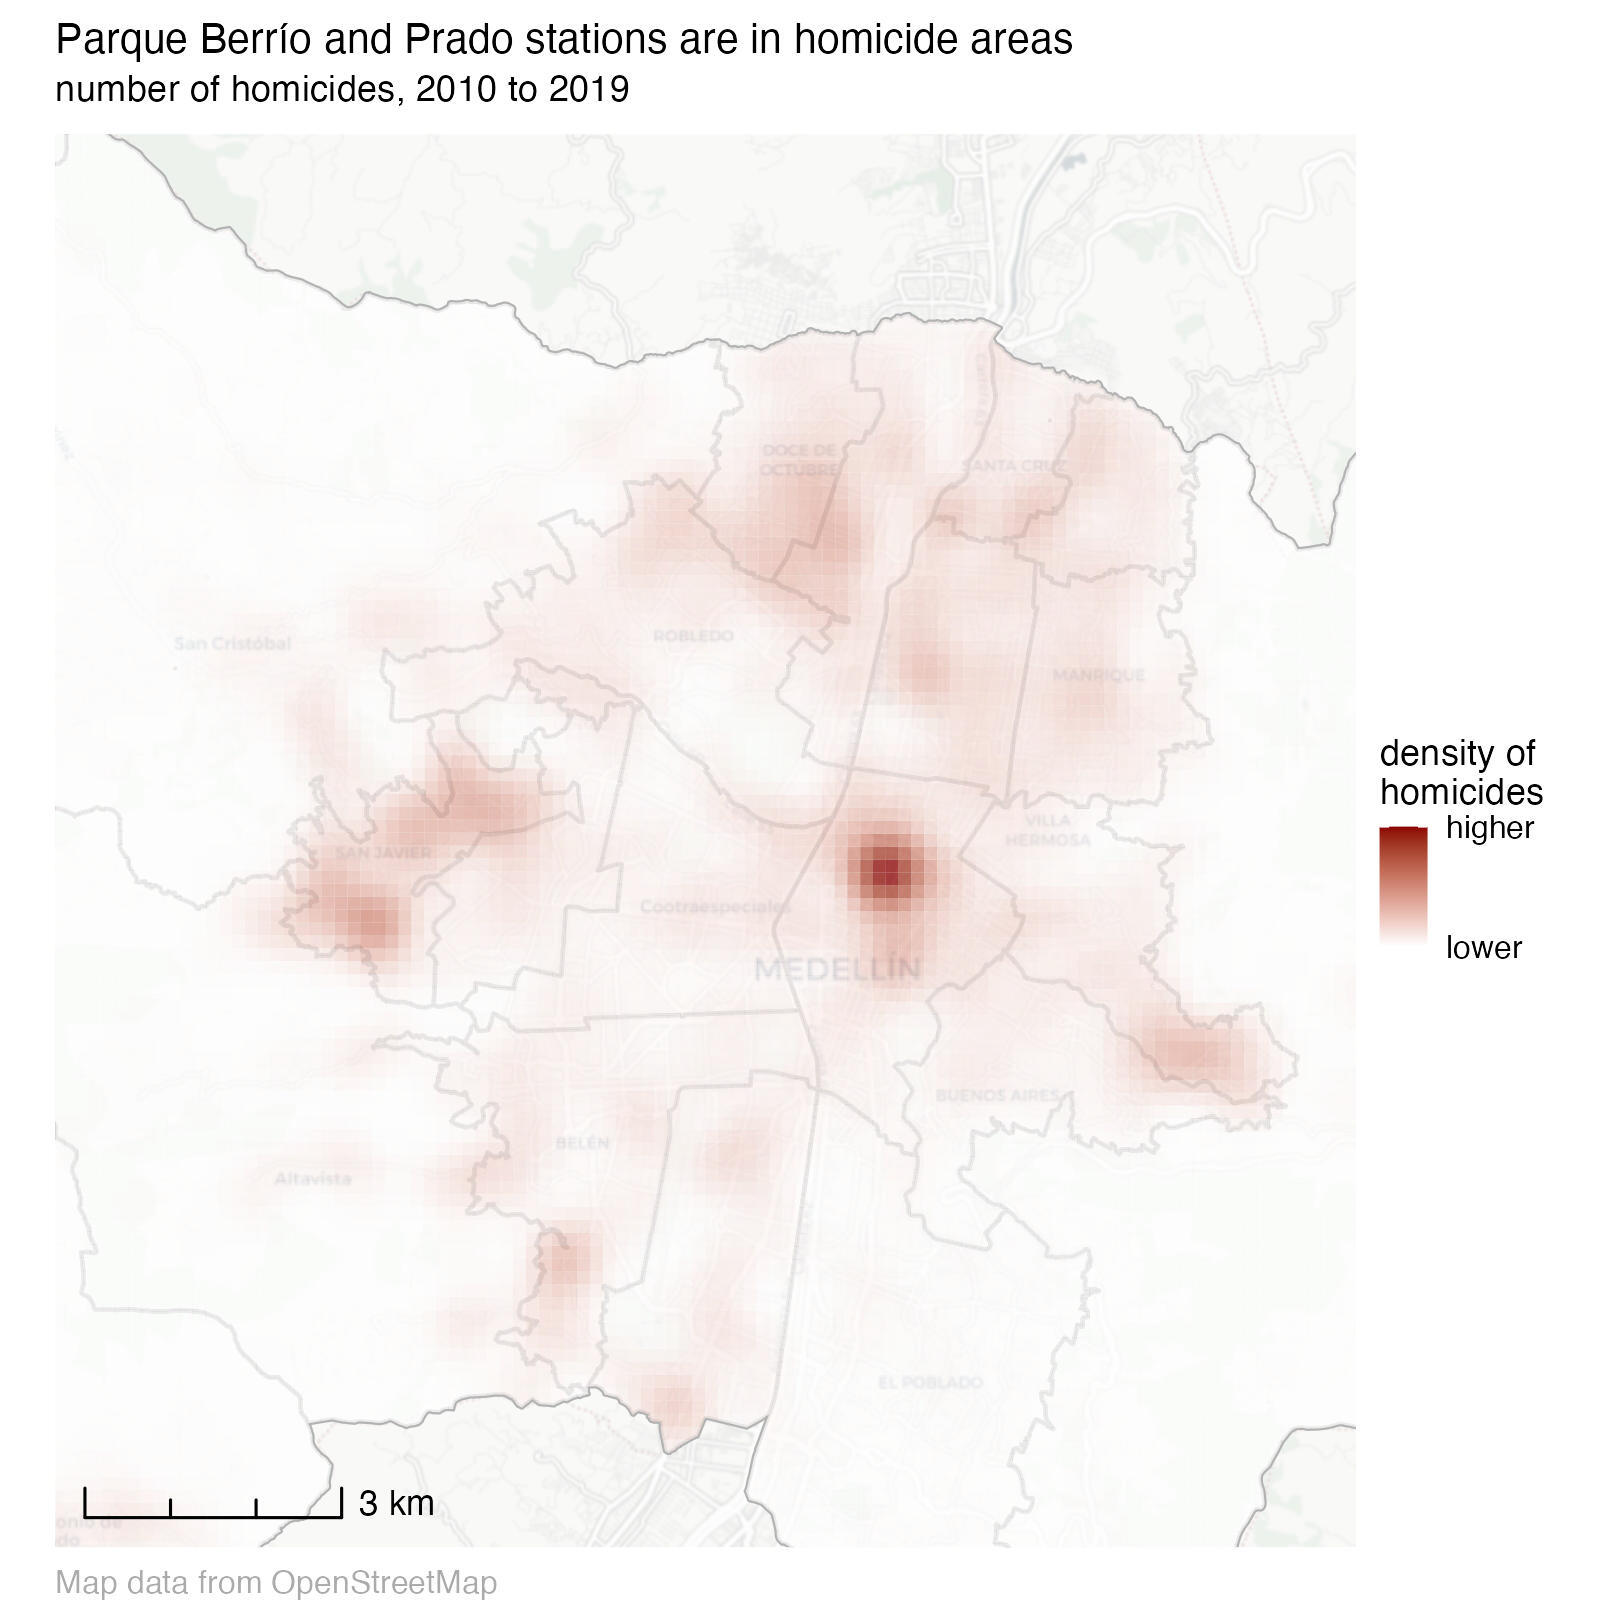 Parque Berrío and Prado stations are in homicide areas
number of homicides, 2010 to 2019
DOCE DE
OCTUBRE
SANTA CRUZ
San Cristóbal
ROBLEDO
MANRIQUE
density of
homicides
higher
lower
VILLA
HERMOSA
SAN JAVIER
Cootraespeciales
MEDELLÍN
BUENOS AIRES
BELÉN
Altavista
EL POBLADO
3 km
Map data from OpenStreetMap